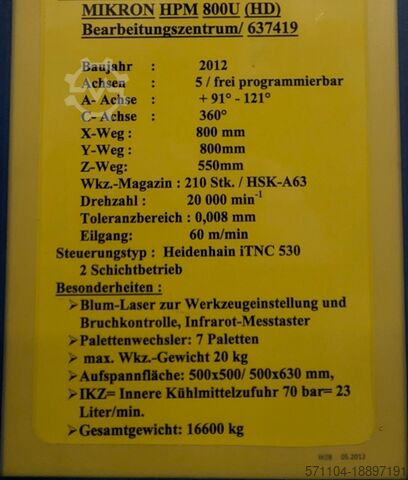 MIKRON HPM 800U (HD)
Bearbeitungszentrum/ 637419
Baujahr : 2012
Achsen : 5 / frei programmierbar
A- Achse : + 91° - 121°
C- Achse : 360°
X-Weg : 800 mm
Y-Weg : 800mm
Z-Weg: 550mm
Wkz.-Magazin : 210 Stk. / HSK-A63
Drehzahl : 20 000 min-1
Toleranzbereich : 0,008 mm
Eilgang: 60 m/min
Steuerungstyp : Heidenhain iTNC 530
2 Schichtbetrieb
Besonderheiten :
➢Blum-Laser zur Werkzeugeinstellung und
Bruchkontrolle, Infrarot-Messtaster
➢Palettenwechsler: 7 Paletten
➢ max. Wkz.-Gewicht 20 kg
➢Aufspannfläche: 500x500/ 500x630 mm,
➢IKZ= Innere Kühlmittelzufuhr 70 bar= 23
Liter/min.
➢Gesamtgewicht: 16600 kg
W2B 05.2013
571104-18897191